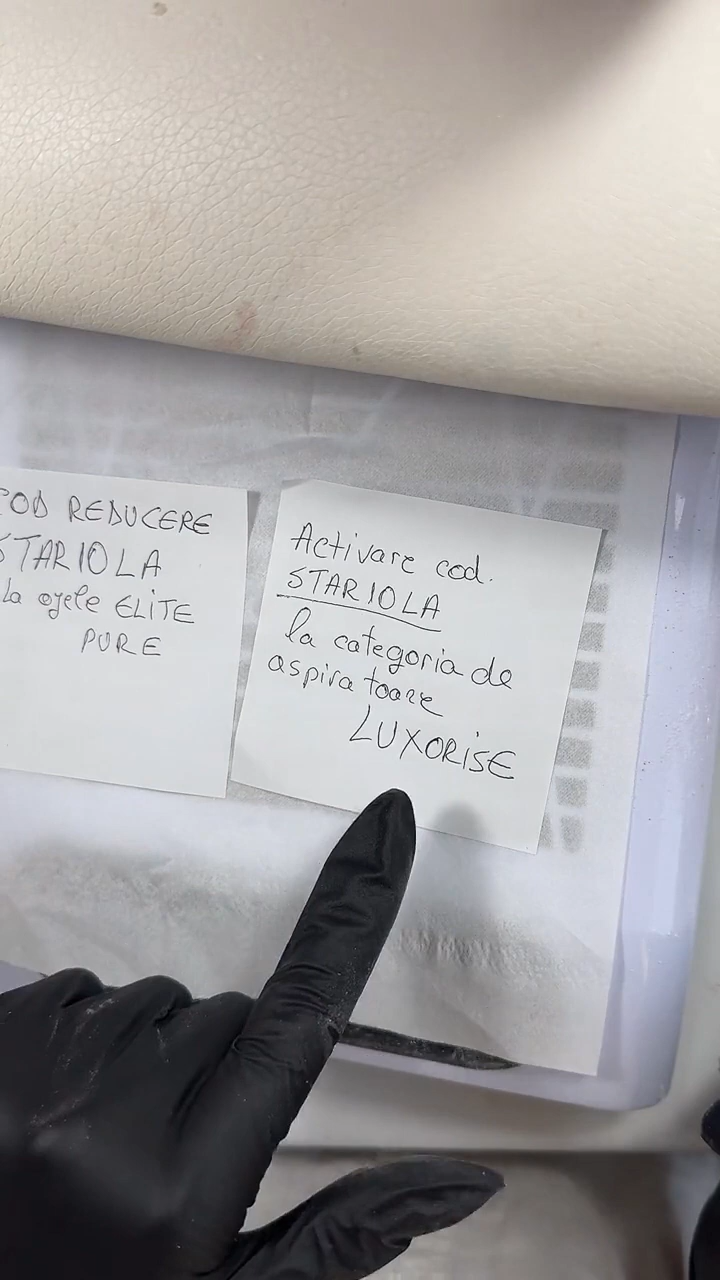 COD REDUCERE
STARIOLA
la ojele ELITE
PURE
Activare cod.
STARIOLA
la categoria de
aspiratoare
LUXORISE